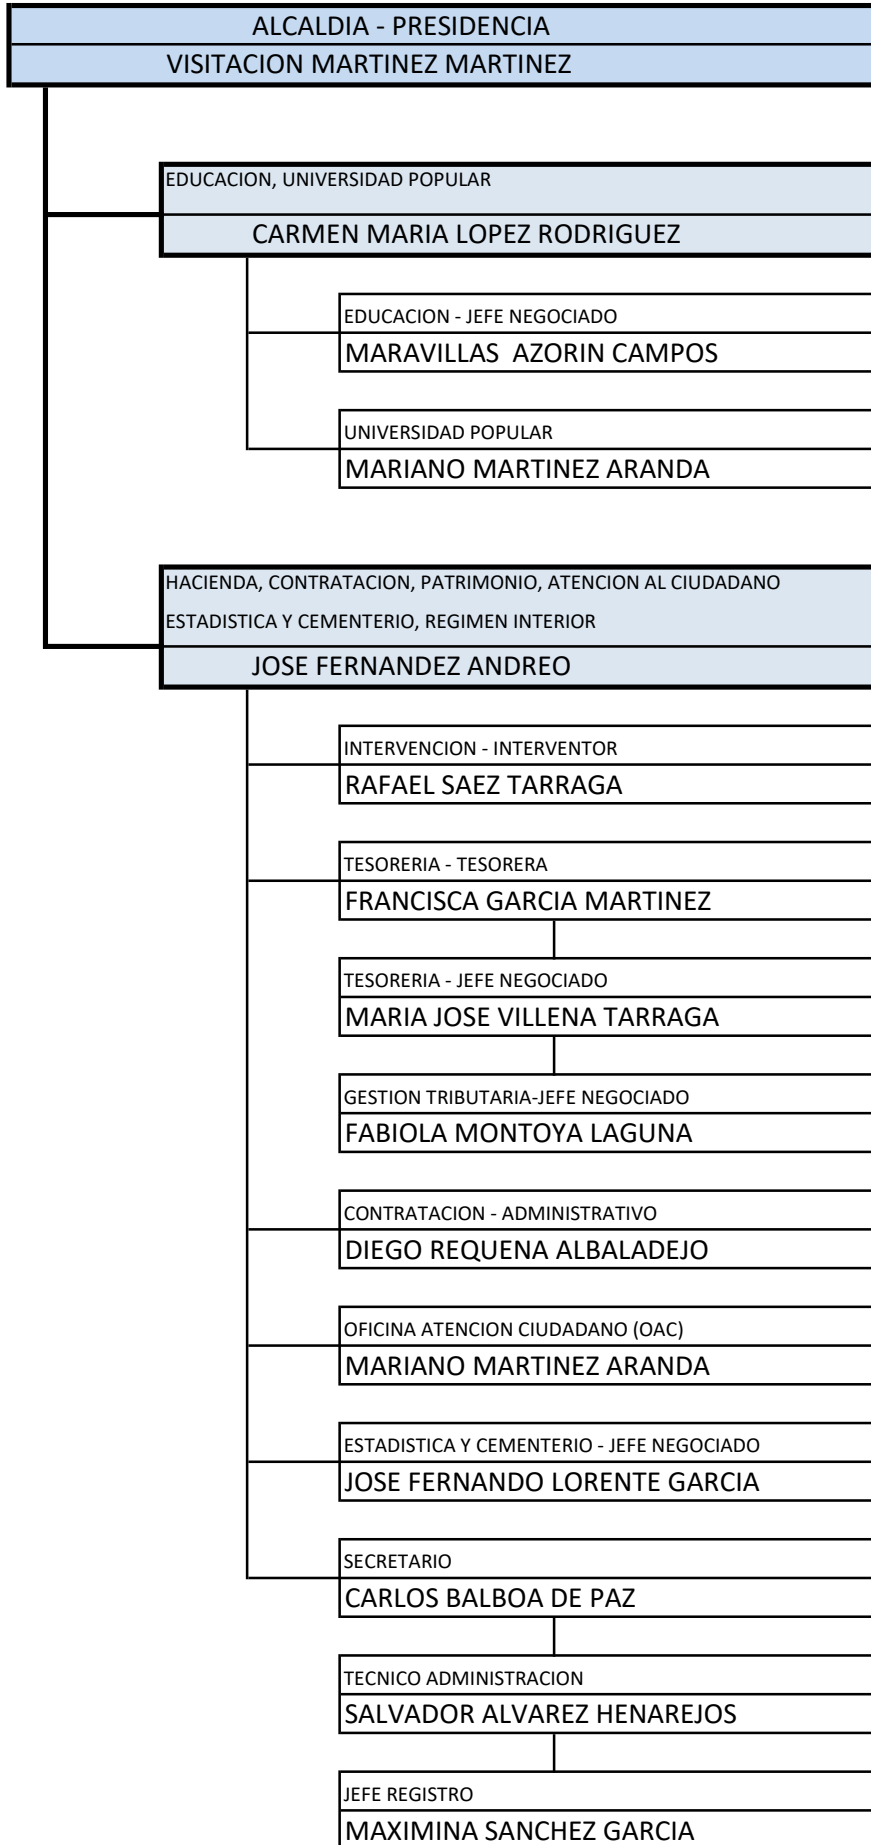 ALCALDIA - PRESIDENCIA
VISITACION MARTINEZ MARTINEZ
EDUCACION, UNIVERSIDAD POPULAR
CARMEN MARIA LOPEZ RODRIGUEZ
EDUCACION - JEFE NEGOCIADO
MARAVILLAS  AZORIN CAMPOS
UNIVERSIDAD POPULAR
MARIANO MARTINEZ ARANDA
HACIENDA, CONTRATACION, PATRIMONIO, ATENCION AL CIUDADANO
ESTADISTICA Y CEMENTERIO, REGIMEN INTERIOR
JOSE FERNANDEZ ANDREO
INTERVENCION - INTERVENTOR
RAFAEL SAEZ TARRAGA
TESORERIA - TESORERA
FRANCISCA GARCIA MARTINEZ
TESORERIA - JEFE NEGOCIADO
MARIA JOSE VILLENA TARRAGA
GESTION TRIBUTARIA-JEFE NEGOCIADO
FABIOLA MONTOYA LAGUNA
CONTRATACION - ADMINISTRATIVO
DIEGO REQUENA ALBALADEJO
OFICINA ATENCION CIUDADANO (OAC)
MARIANO MARTINEZ ARANDA
ESTADISTICA Y CEMENTERIO - JEFE NEGOCIADO
JOSE FERNANDO LORENTE GARCIA
SECRETARIO
CARLOS BALBOA DE PAZ
TECNICO ADMINISTRACION
SALVADOR ALVAREZ HENAREJOS
JEFE REGISTRO
MAXIMINA SANCHEZ GARCIA